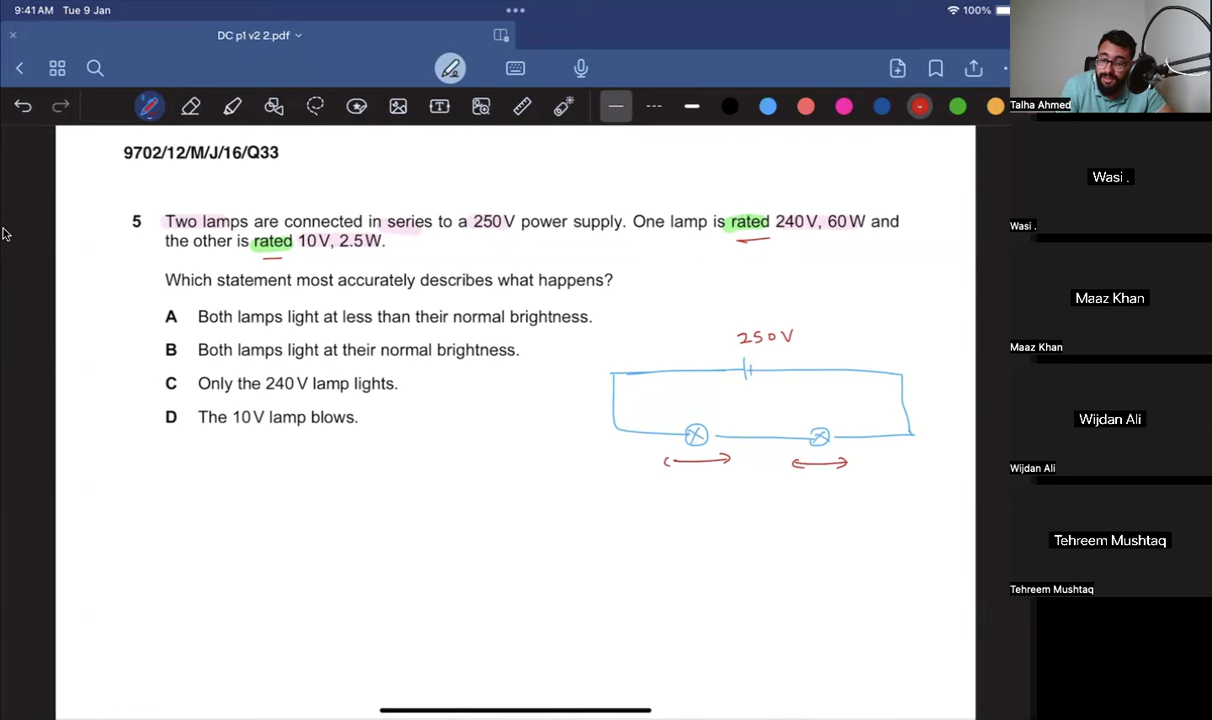 9:41 AM Tue 9 Jan
100%
DC p1 v2 2.pdf
Talha Ahmed
9702/12/M/J/16/Q33
5 Two lamps are connected in series to a 250 V power supply. One lamp is rated 240 V, 60 W and
the other is rated 10 V, 2.5 W.
Which statement most accurately describes what happens?
A Both lamps light at less than their normal brightness.
B Both lamps light at their normal brightness.
C Only the 240 V lamp lights.
D The 10 V lamp blows.
250V
Wasi .
Wasi .
Maaz Khan
Maaz Khan
Wijdan Ali
Wijdan Ali
Tehreem Mushtaq
Tehreem Mushtaq